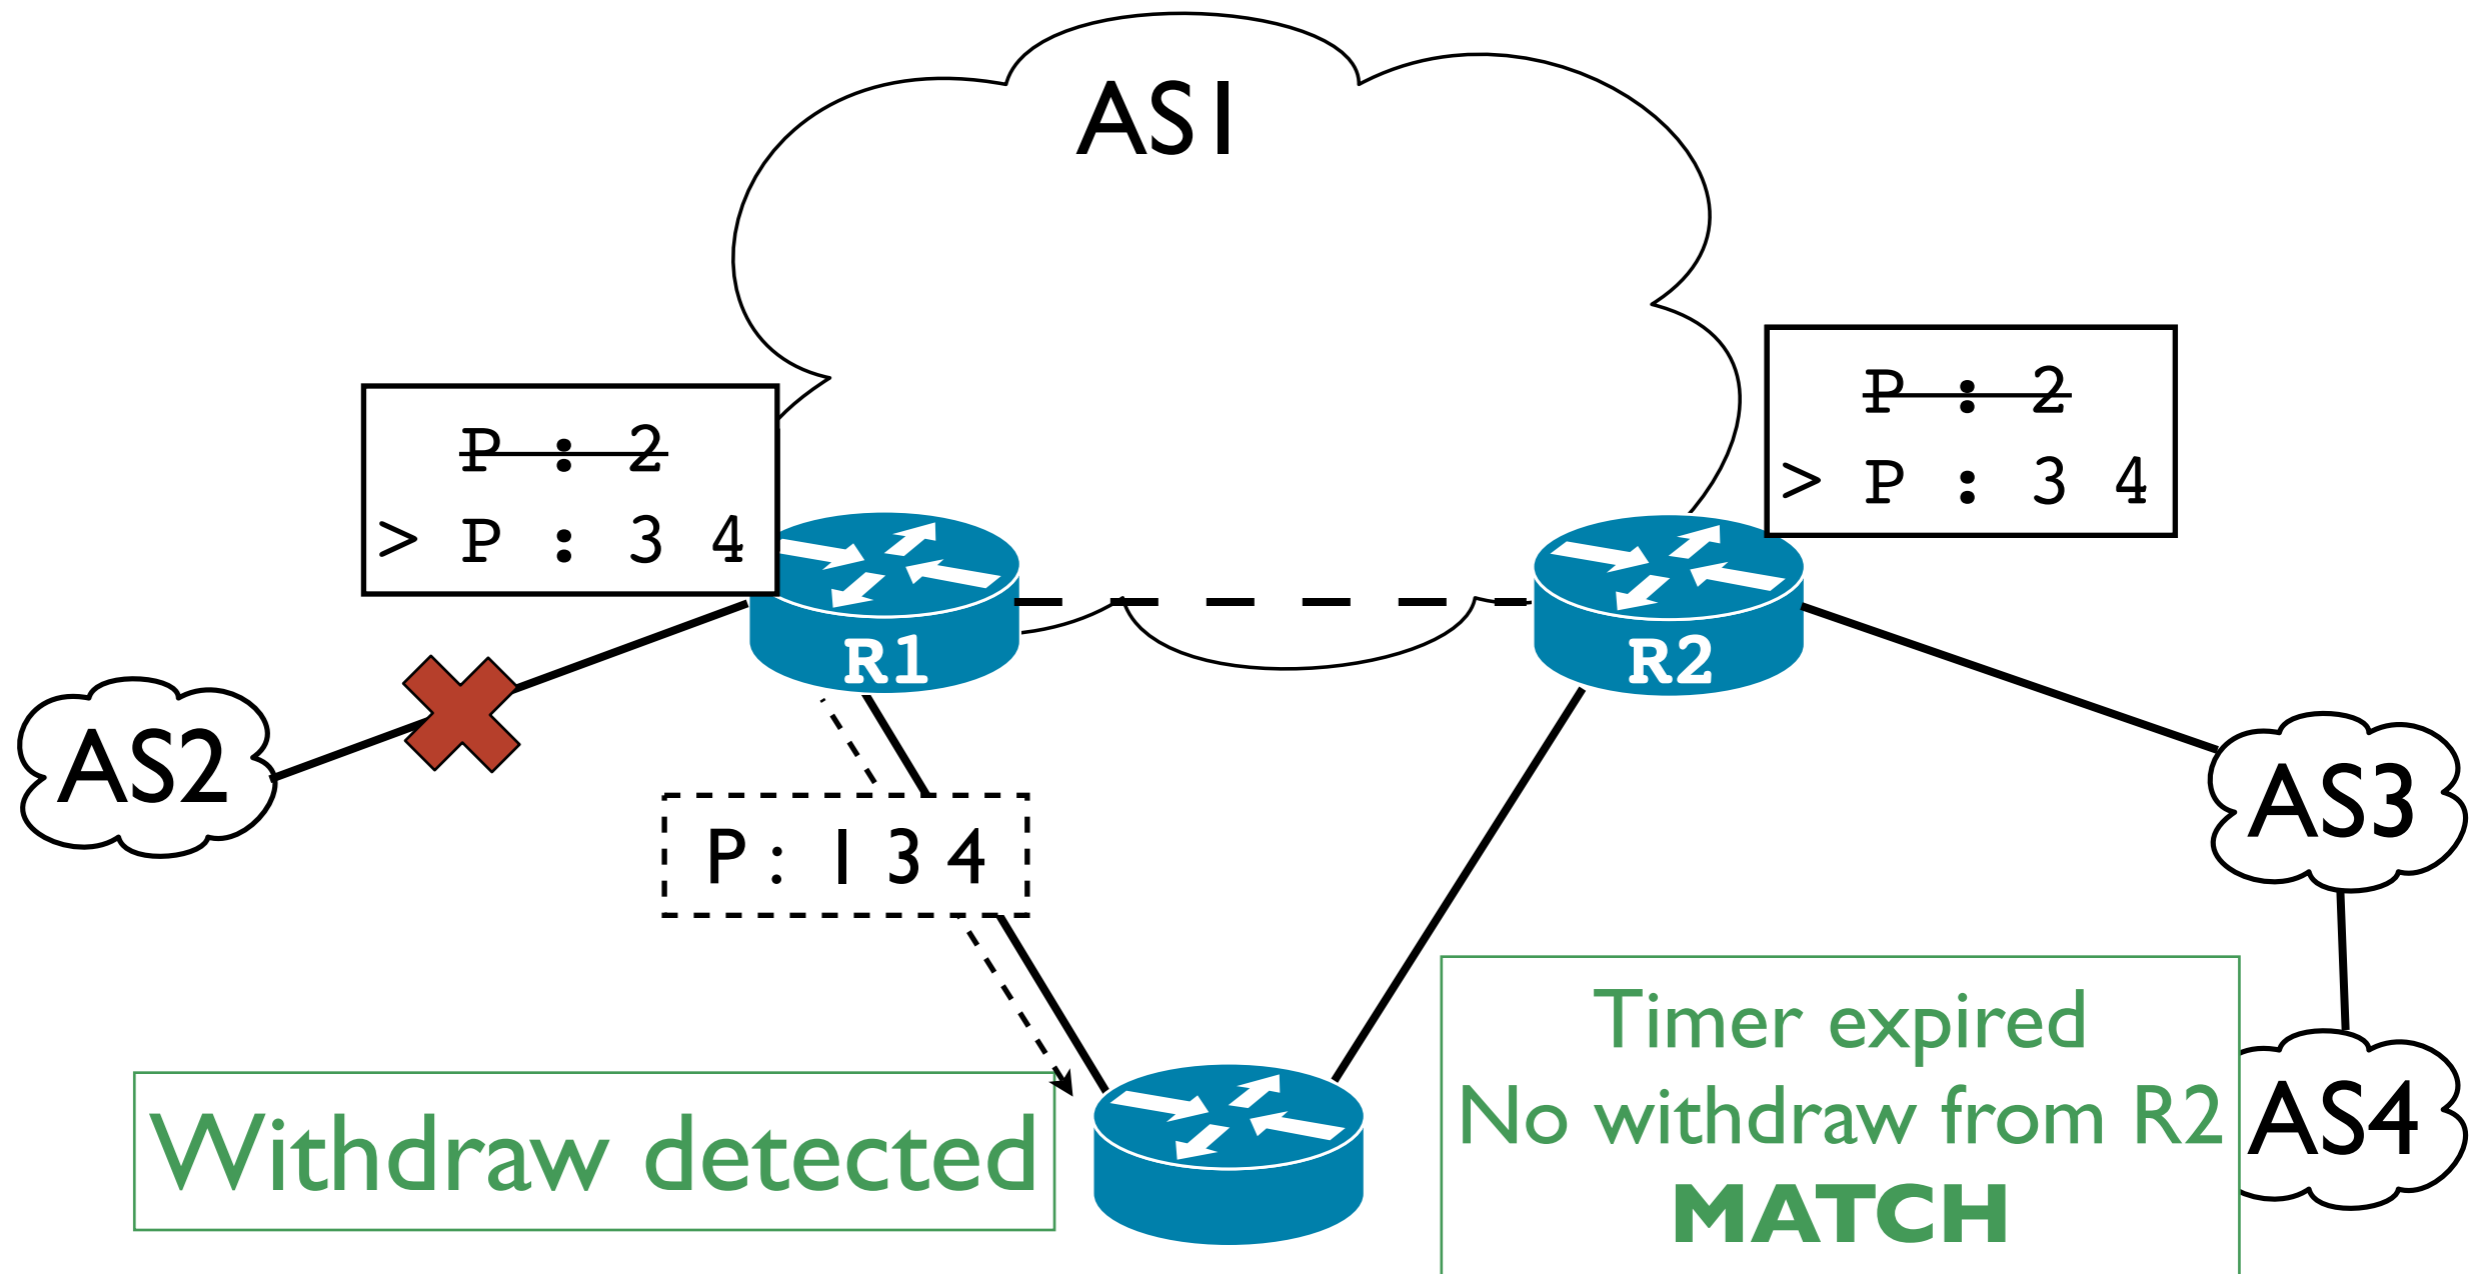 AS1
P : 2
> P : 3 4
P : 2
> P : 3 4
R1
R2
AS2
AS3
P : 1 3 4
Withdraw detected
Timer expired
No withdraw from R2
MATCH
AS4